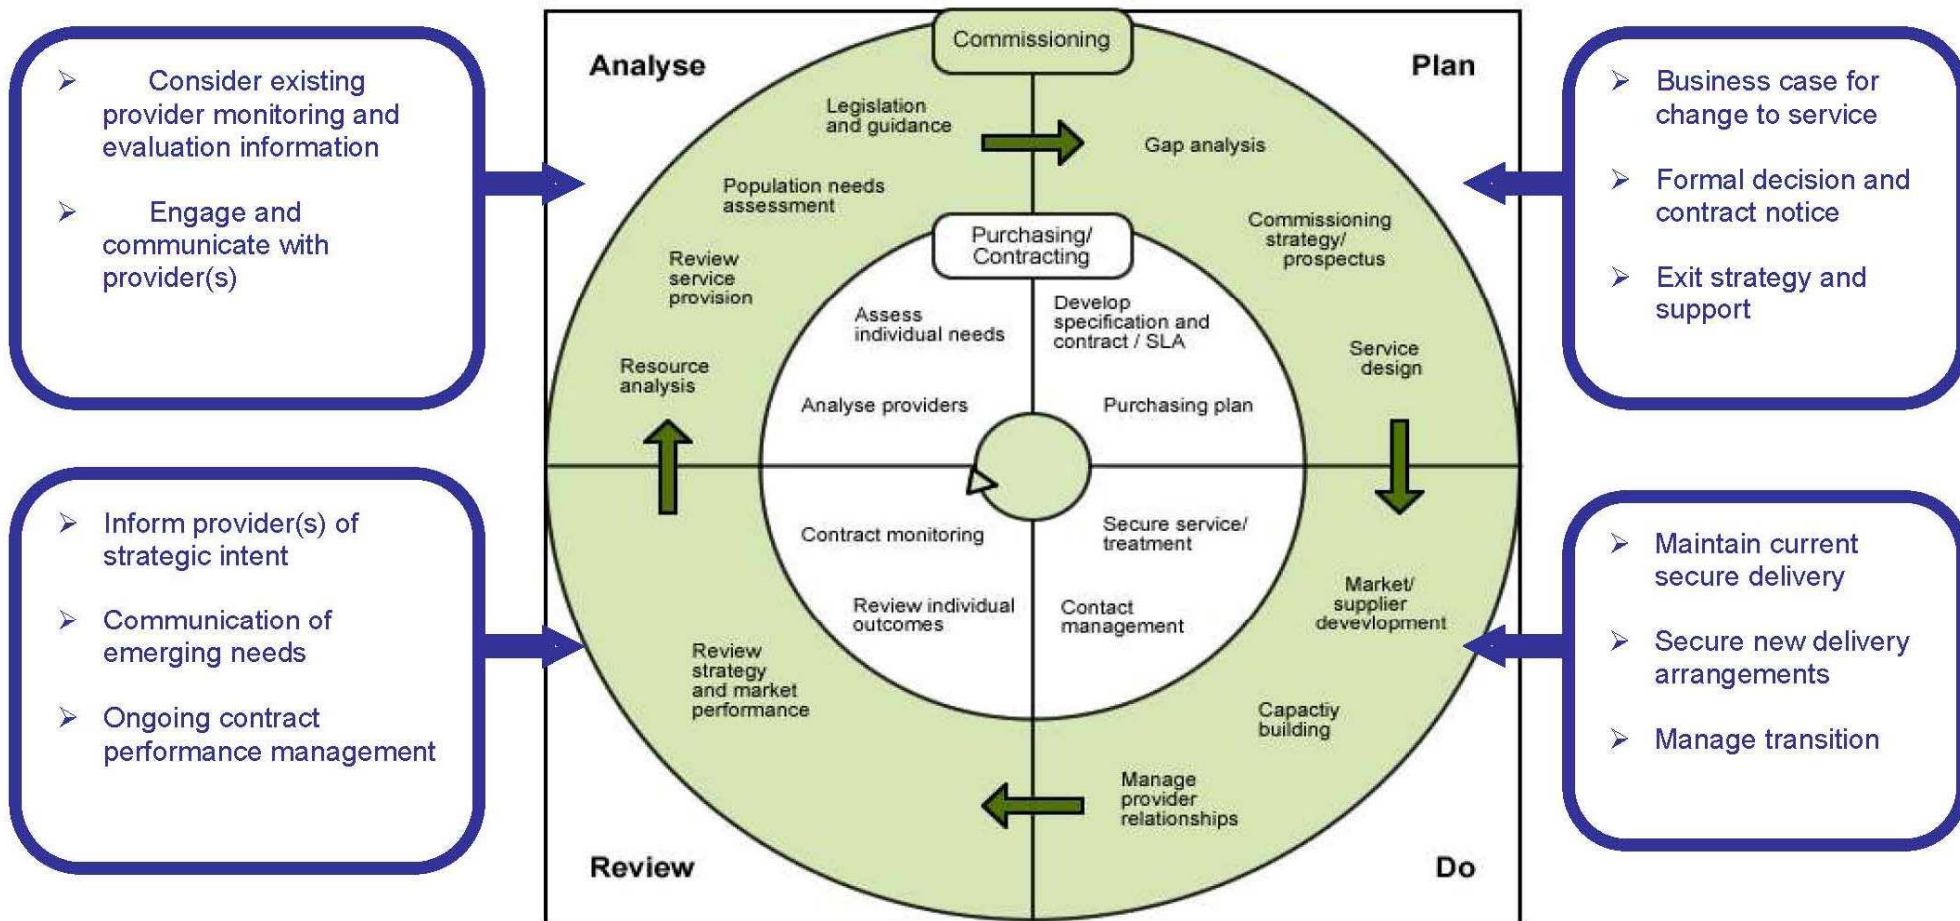 ➢ Consider existing
provider monitoring and
evaluation information
➢ Engage and
communicate with
provider(s)
➢ Inform provider(s) of
strategic intent
➢ Communication of
emerging needs
➢ Ongoing contract
performance management
Analyse
Commissioning
Plan
Legislation
and guidance
Population needs
assessment
Review
service
provision
Resource
analysis
Gap analysis
Commissioning
strategy/
prospectus
Service
design
Purchasing/
Contracting
Assess
individual needs
Analyse providers
Develop
specification and
contract / SLA
Purchasing plan
Contract monitoring
Review individual
outcomes
Secure service/
treatment
Contact
management
Review
strategy
and market
performance
Market/
supplier
devevlopment
Capactiy
building
Manage
provider
relationships
Review
Do
➢ Business case for
change to service
➢ Formal decision and
contract notice
➢ Exit strategy and
support
➢ Maintain current
secure delivery
➢ Secure new delivery
arrangements
➢ Manage transition